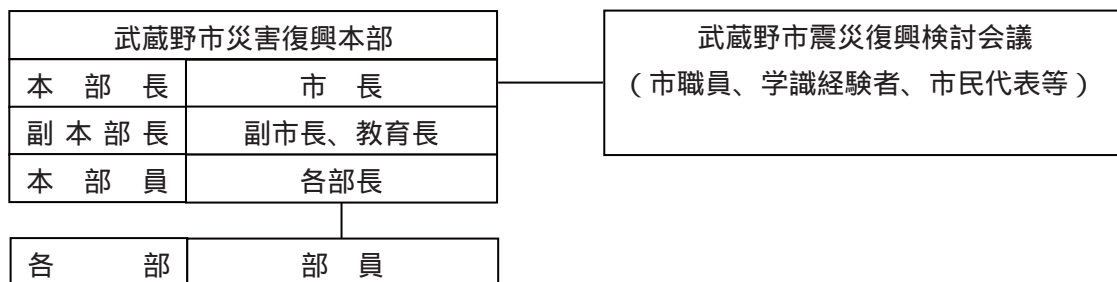 武蔵野市災害復興本部
本部長 市長
副本部長 副市長、教育長
本部員 各部長
各部 部員
武蔵野市震災復興検討会議
（市職員、学識経験者、市民代表等）